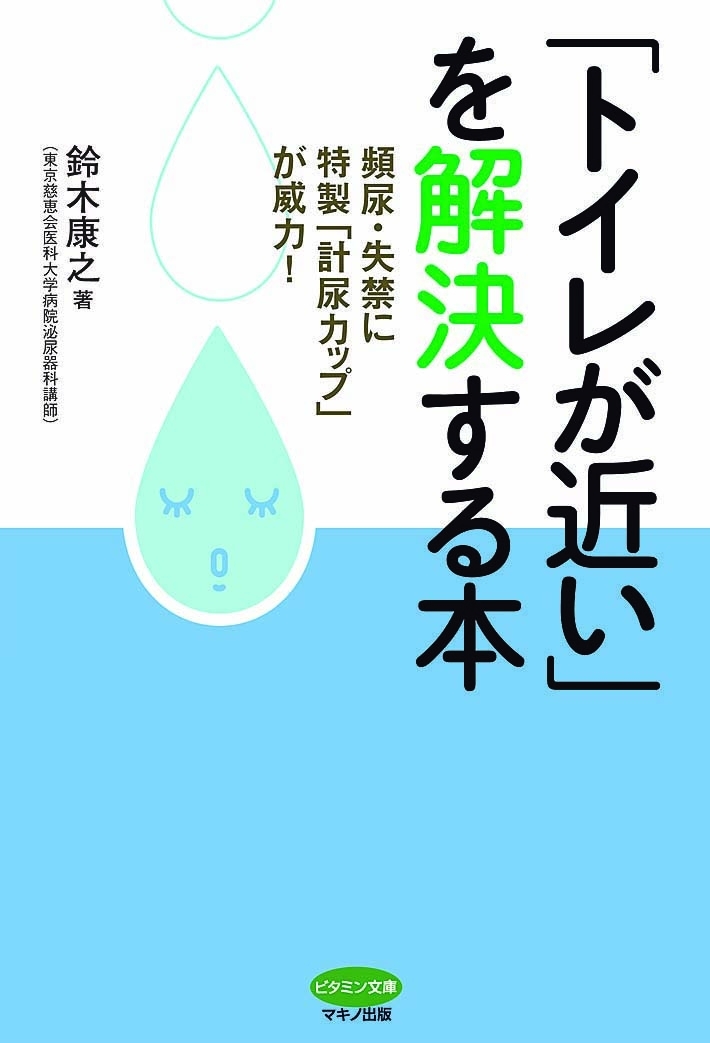 「トイレが近い」
を解決する本
頻尿・失禁に
特製「計尿カップ」
が威力！
鈴木康之 著
（東京慈恵会医科大学病院泌尿器科講師）
ビタミン文庫
マキノ出版